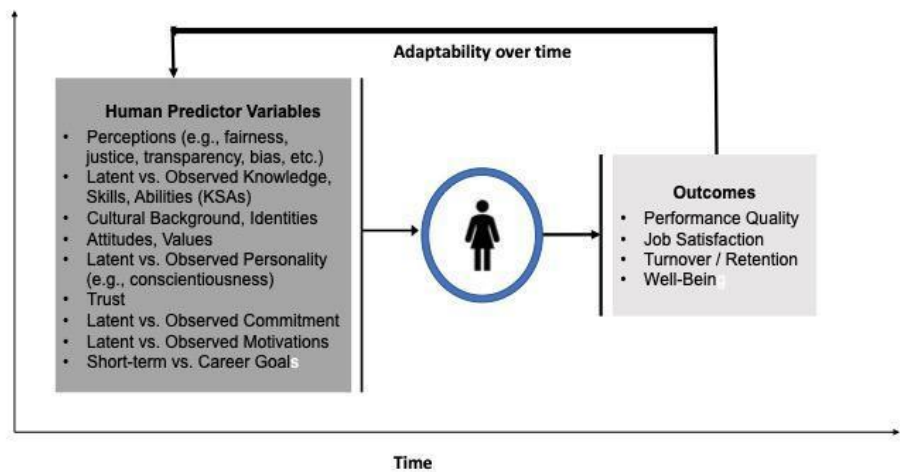 Adaptability over time
Human Predictor Variables
• Perceptions (e.g., fairness,
justice, transparency, bias, etc.)
• Latent vs. Observed Knowledge,
Skills, Abilities (KSAs)
• Cultural Background, Identities
• Attitudes, Values
• Latent vs. Observed Personality
(e.g., conscientiousness)
• Trust
• Latent vs. Observed Commitment
• Latent vs. Observed Motivations
• Short-term vs. Career Goals
Outcomes
• Performance Quality
• Job Satisfaction
• Turnover / Retention
• Well-Being
Time